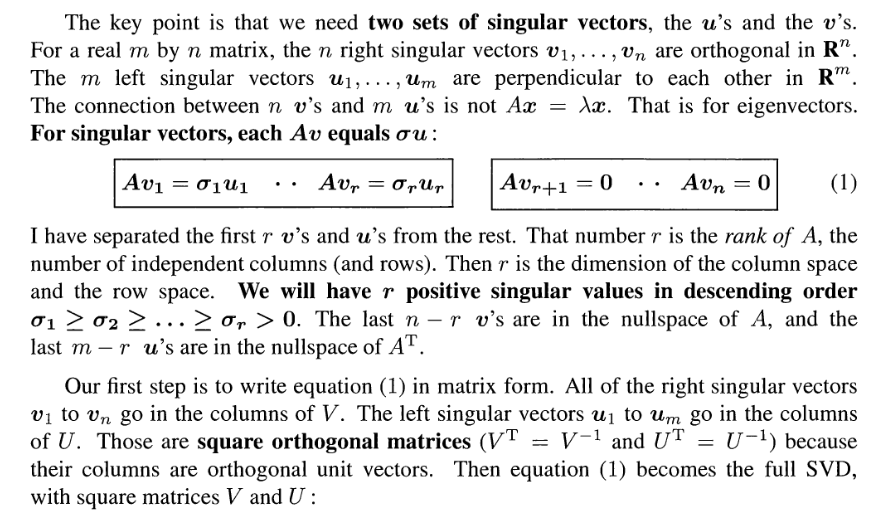 The key point is that we need two sets of singular vectors, the u's and the v's.
For a real m by n matrix, the n right singular vectors v₁, . . . , vₙ are orthogonal in Rⁿ.
The m left singular vectors u₁, . . . , uₘ are perpendicular to each other in Rᵐ.
The connection between n v's and m u's is not Ax = λx. That is for eigenvectors.
For singular vectors, each Av equals σu :
Av₁ = σ₁u₁ · · Avᵣ = σᵣuᵣ Avᵣ₊₁ = 0 · · Avₙ = 0 (1)
I have separated the first r v's and u's from the rest. That number r is the rank of A, the
number of independent columns (and rows). Then r is the dimension of the column space
and the row space. We will have r positive singular values in descending order
σ₁ ≥ σ₂ ≥ . . . ≥ σᵣ > 0. The last n − r v's are in the nullspace of A, and the
last m − r u's are in the nullspace of Aᵀ.
Our first step is to write equation (1) in matrix form. All of the right singular vectors
v₁ to vₙ go in the columns of V. The left singular vectors u₁ to uₘ go in the columns
of U. Those are square orthogonal matrices (Vᵀ = V⁻¹ and Uᵀ = U⁻¹) because
their columns are orthogonal unit vectors. Then equation (1) becomes the full SVD,
with square matrices V and U :